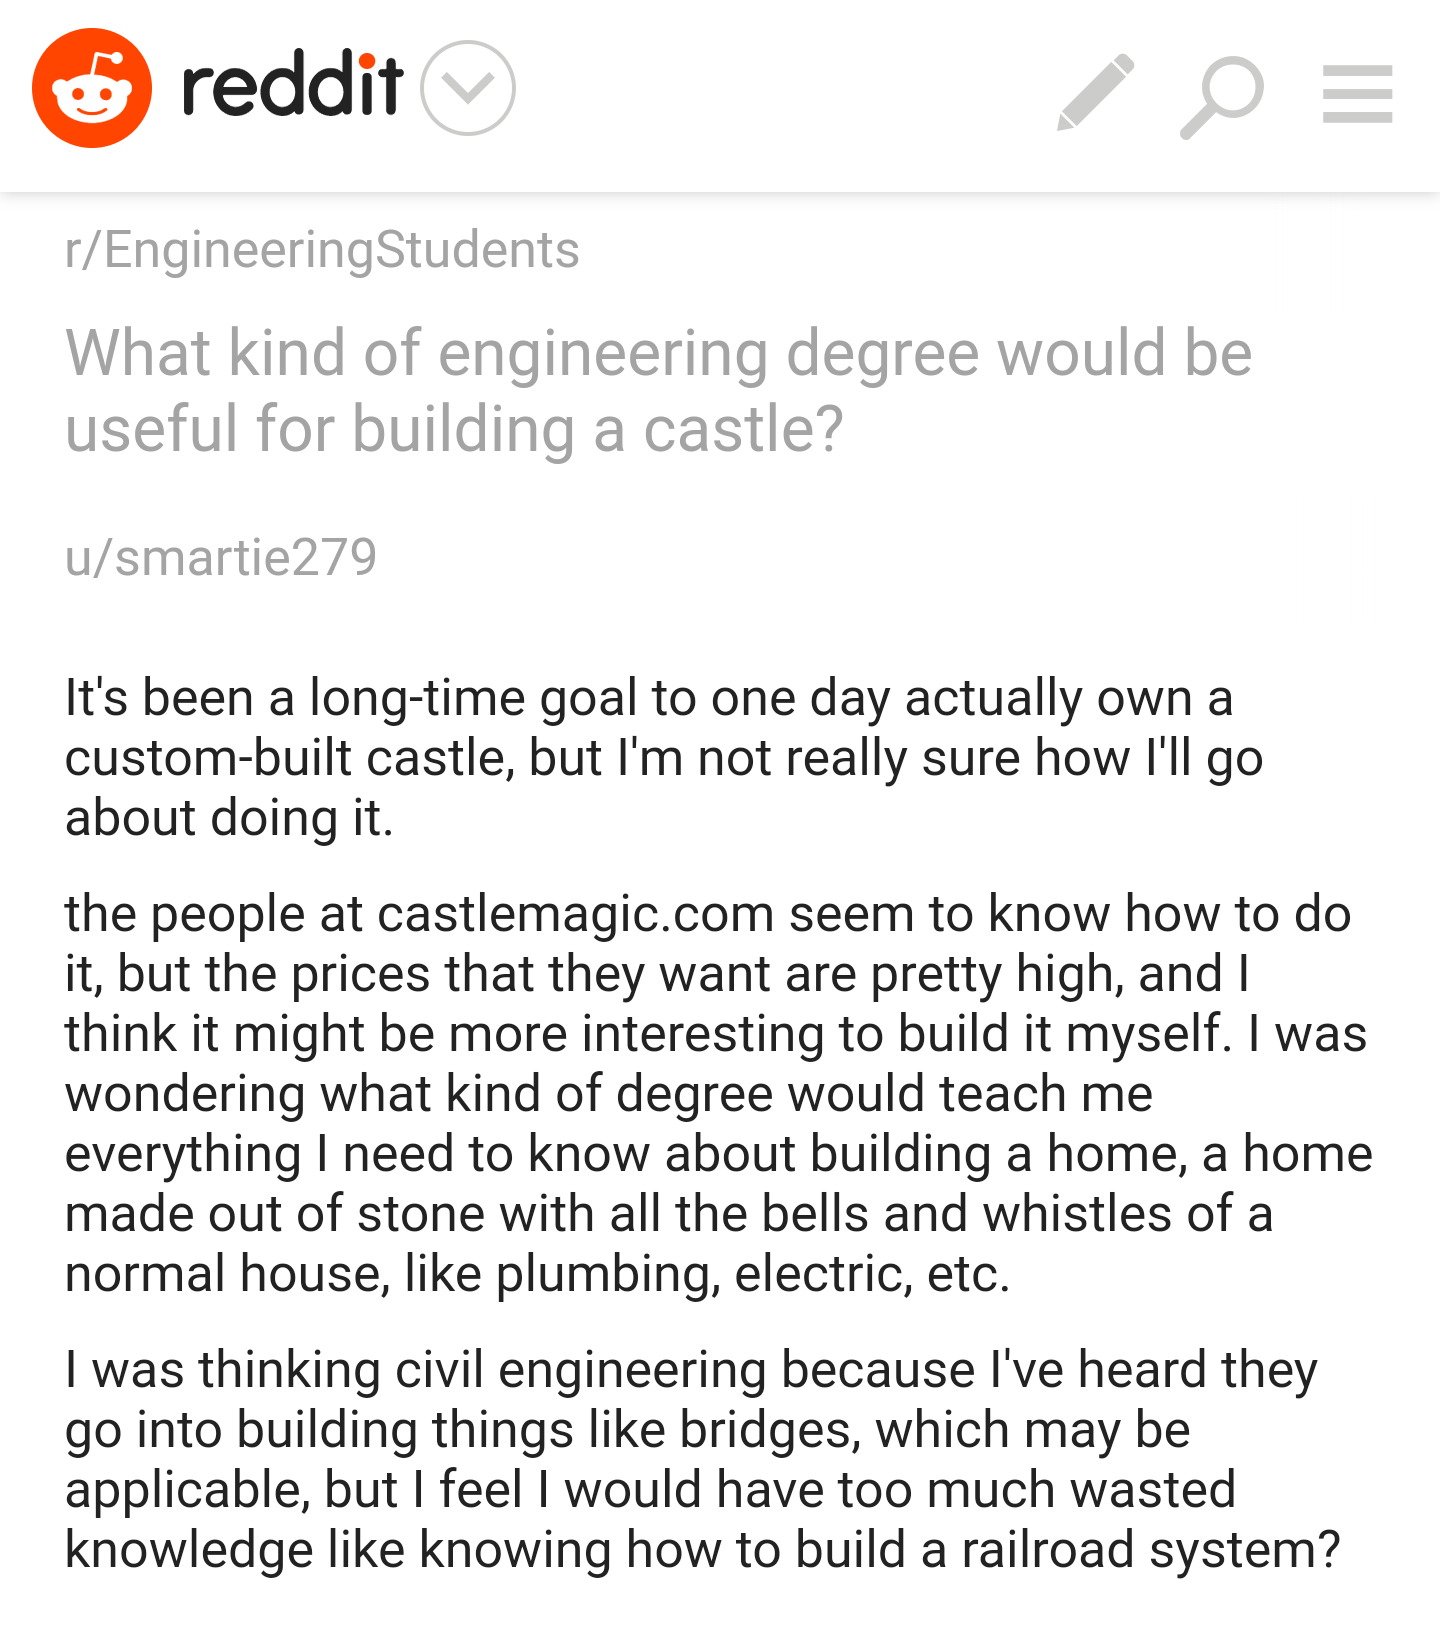 reddit
r/EngineeringStudents
What kind of engineering degree would be
useful for building a castle?
u/smartie279
It's been a long-time goal to one day actually own a
custom-built castle, but I'm not really sure how I'll go
about doing it.
the people at castlemagic.com seem to know how to do
it, but the prices that they want are pretty high, and I
think it might be more interesting to build it myself. I was
wondering what kind of degree would teach me
everything I need to know about building a home, a home
made out of stone with all the bells and whistles of a
normal house, like plumbing, electric, etc.
I was thinking civil engineering because I've heard they
go into building things like bridges, which may be
applicable, but I feel I would have too much wasted
knowledge like knowing how to build a railroad system?